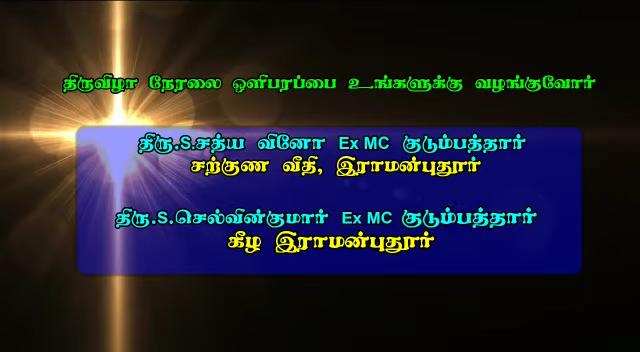 திருவிழா நேரலை ஒளிபரப்பை உங்களுக்கு வழங்குவோர்
திரு.S.சத்ய வினோ Ex MC குடும்பத்தார்
சற்குண வீதி, இராமன்புதூர்
திரு.S.செல்வின்குமார் Ex MC குடும்பத்தார்
கீழ இராமன்புதூர்